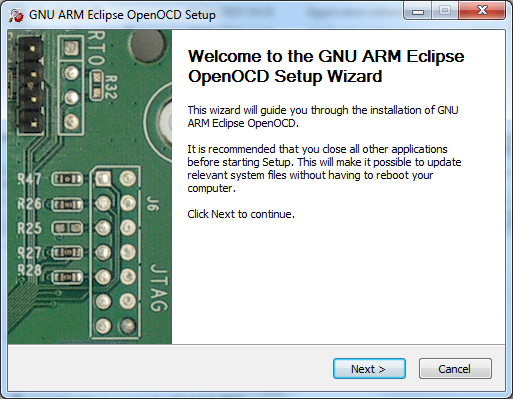 GNU ARM Eclipse OpenOCD Setup
Welcome to the GNU ARM Eclipse
OpenOCD Setup Wizard
This wizard will guide you through the installation of GNU
ARM Eclipse OpenOCD.
It is recommended that you close all other applications
before starting Setup. This will make it possible to update
relevant system files without having to reboot your
computer.
Click Next to continue.
RTO
R32
R47
R26
R25
R27
R28
J6
JTAG
Next >
Cancel